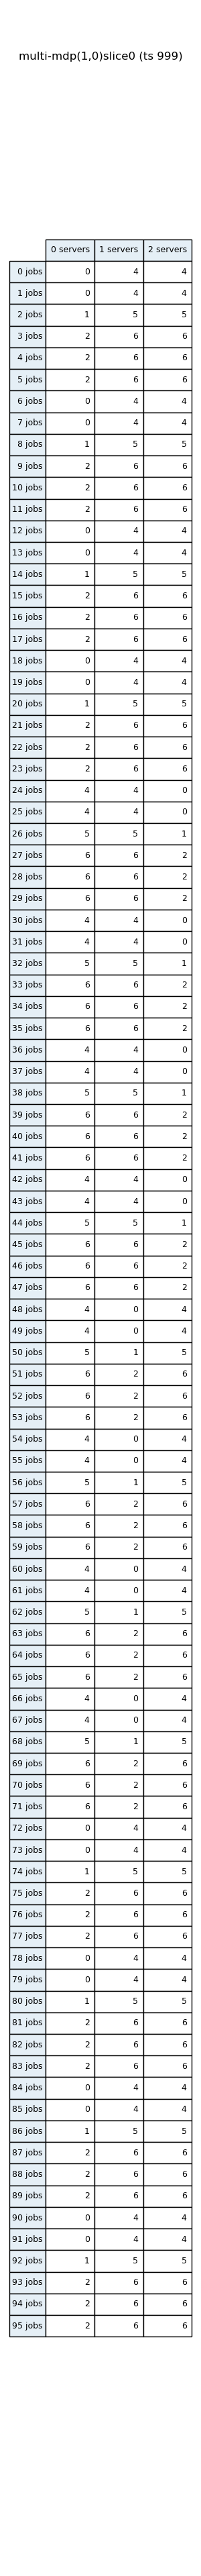 multi-mdp(1,0)slice0 (ts 999)
0 servers 1 servers 2 servers
0 jobs 0 4 4
1 jobs 0 4 4
2 jobs 1 5 5
3 jobs 2 6 6
4 jobs 2 6 6
5 jobs 2 6 6
6 jobs 0 4 4
7 jobs 0 4 4
8 jobs 1 5 5
9 jobs 2 6 6
10 jobs 2 6 6
11 jobs 2 6 6
12 jobs 0 4 4
13 jobs 0 4 4
14 jobs 1 5 5
15 jobs 2 6 6
16 jobs 2 6 6
17 jobs 2 6 6
18 jobs 0 4 4
19 jobs 0 4 4
20 jobs 1 5 5
21 jobs 2 6 6
22 jobs 2 6 6
23 jobs 2 6 6
24 jobs 4 4 0
25 jobs 4 4 0
26 jobs 5 5 1
27 jobs 6 6 2
28 jobs 6 6 2
29 jobs 6 6 2
30 jobs 4 4 0
31 jobs 4 4 0
32 jobs 5 5 1
33 jobs 6 6 2
34 jobs 6 6 2
35 jobs 6 6 2
36 jobs 4 4 0
37 jobs 4 4 0
38 jobs 5 5 1
39 jobs 6 6 2
40 jobs 6 6 2
41 jobs 6 6 2
42 jobs 4 4 0
43 jobs 4 4 0
44 jobs 5 5 1
45 jobs 6 6 2
46 jobs 6 6 2
47 jobs 6 6 2
48 jobs 4 0 4
49 jobs 4 0 4
50 jobs 5 1 5
51 jobs 6 2 6
52 jobs 6 2 6
53 jobs 6 2 6
54 jobs 4 0 4
55 jobs 4 0 4
56 jobs 5 1 5
57 jobs 6 2 6
58 jobs 6 2 6
59 jobs 6 2 6
60 jobs 4 0 4
61 jobs 4 0 4
62 jobs 5 1 5
63 jobs 6 2 6
64 jobs 6 2 6
65 jobs 6 2 6
66 jobs 4 0 4
67 jobs 4 0 4
68 jobs 5 1 5
69 jobs 6 2 6
70 jobs 6 2 6
71 jobs 6 2 6
72 jobs 0 4 4
73 jobs 0 4 4
74 jobs 1 5 5
75 jobs 2 6 6
76 jobs 2 6 6
77 jobs 2 6 6
78 jobs 0 4 4
79 jobs 0 4 4
80 jobs 1 5 5
81 jobs 2 6 6
82 jobs 2 6 6
83 jobs 2 6 6
84 jobs 0 4 4
85 jobs 0 4 4
86 jobs 1 5 5
87 jobs 2 6 6
88 jobs 2 6 6
89 jobs 2 6 6
90 jobs 0 4 4
91 jobs 0 4 4
92 jobs 1 5 5
93 jobs 2 6 6
94 jobs 2 6 6
95 jobs 2 6 6